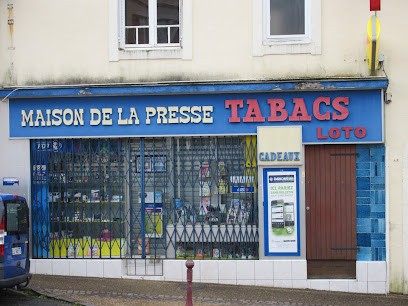 MAISON DE LA PRESSE TABACS
LOTO
CADEAUX